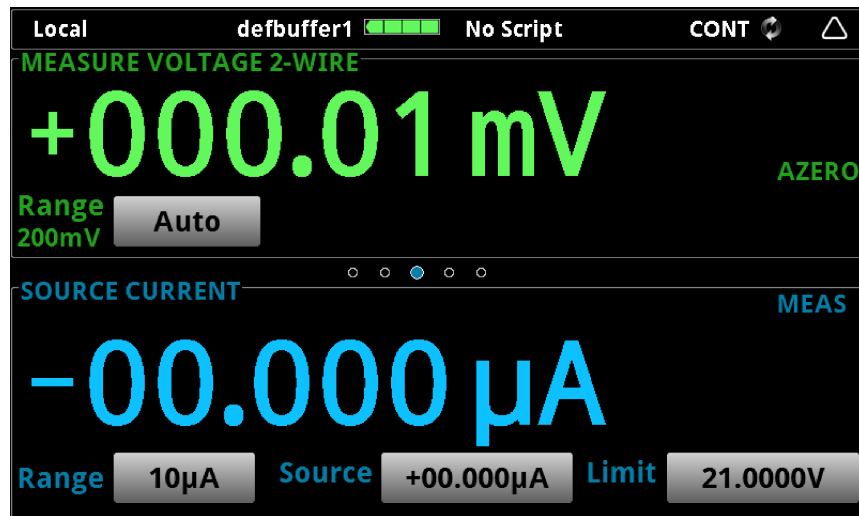 Local defbuffer1 No Script CONT
MEASURE VOLTAGE 2-WIRE
+000.01 mV
AZERO
Range
200mV
Auto
SOURCE CURRENT
MEAS
−00.000 µA
Range 10µA Source +00.000µA Limit 21.0000V